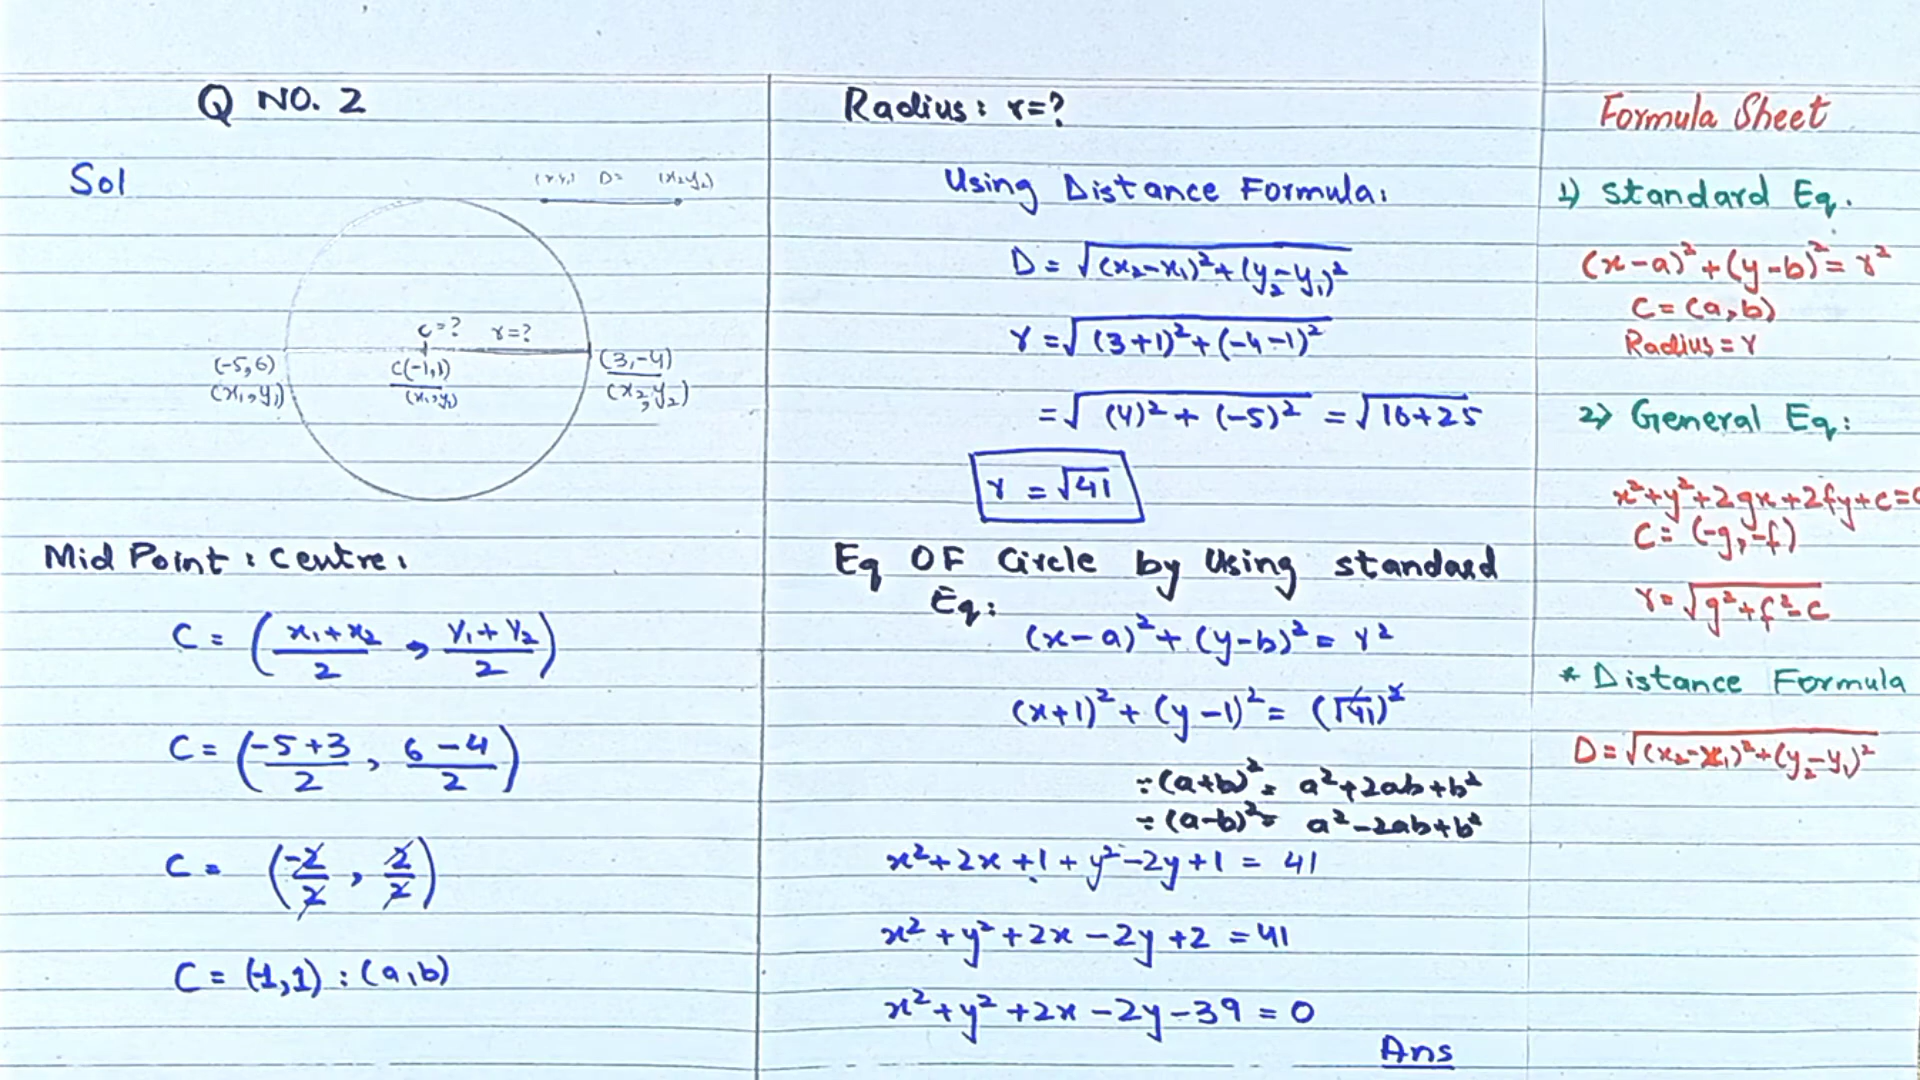 Q NO. 2
Sol
(x₁,y₁) D= (x₂y₂)
c=? r=?
(-5,6) C(-1,1) (3,-4)
(x₁,y₁) (x₁,y₁) (x₂,y₂)
Mid Point : Centre :
C = (x₁+x₂/2 , y₁+y₂/2)
C = (-5+3/2 , 6-4/2)
C = (-2/2 , 2/2)
C = (-1,1) : (a,b)
Radius: r=?
Using Distance Formula:
D = √(x₂-x₁)²+(y₂-y₁)²
r = √(3+1)²+(-4-1)²
= √(4)²+(-5)² = √16+25
r = √41
Eq OF Circle by Using standard
Eq:
(x-a)²+(y-b)² = r²
(x+1)²+(y-1)² = (√41)²
∵(a+b)² = a²+2ab+b²
∵(a-b)² = a²-2ab+b²
x²+2x+1+y²-2y+1 = 41
x²+y²+2x-2y+2 = 41
x²+y²+2x-2y-39 = 0
Ans
Formula Sheet
1) Standard Eq.
(x-a)²+(y-b)² = r²
C = (a,b)
Radius = r
2) General Eq:
x²+y²+2gx+2fy+c=0
C = (-g,-f)
r = √g²+f²-c
* Distance Formula
D = √(x₂-x₁)²+(y₂-y₁)²